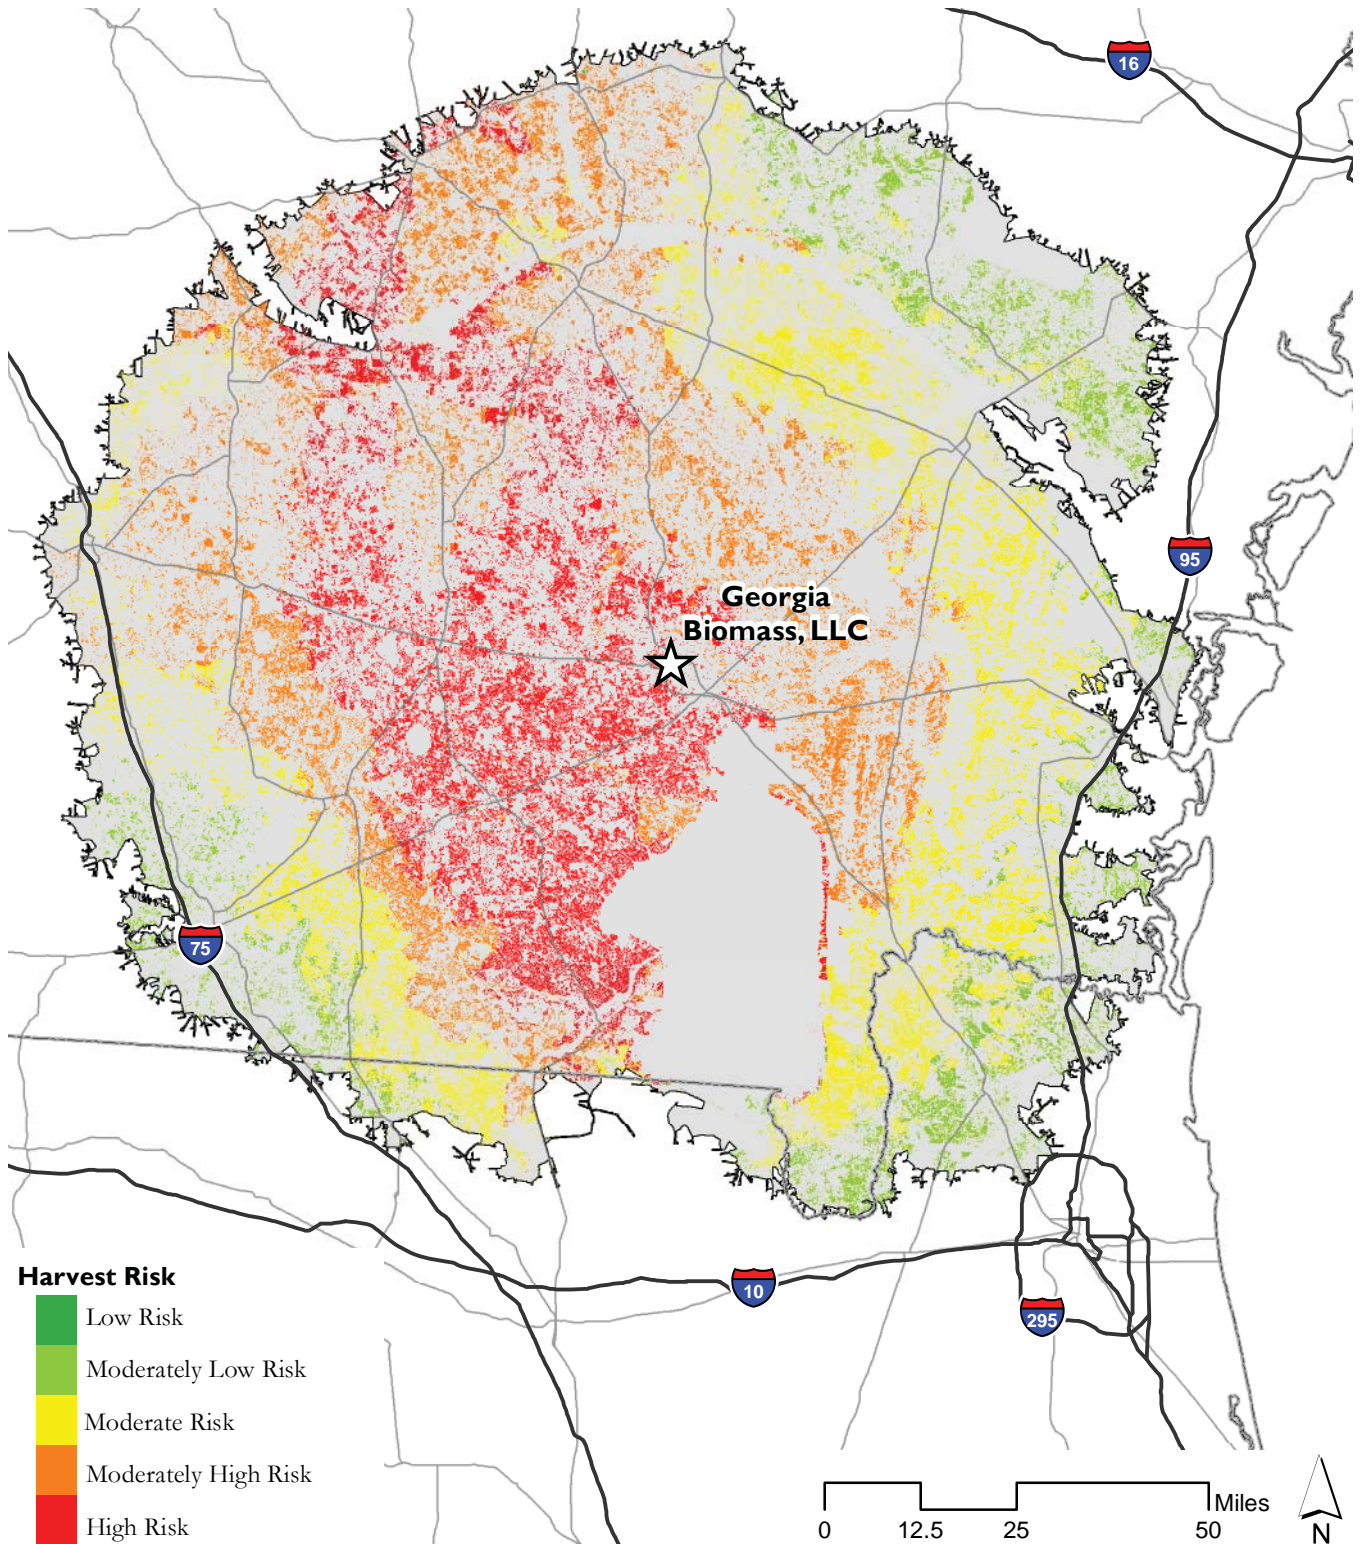 16
95
Georgia
Biomass, LLC
75
10
295
Harvest Risk
Low Risk
Moderately Low Risk
Moderate Risk
Moderately High Risk
High Risk
Miles
0 12.5 25 50
N